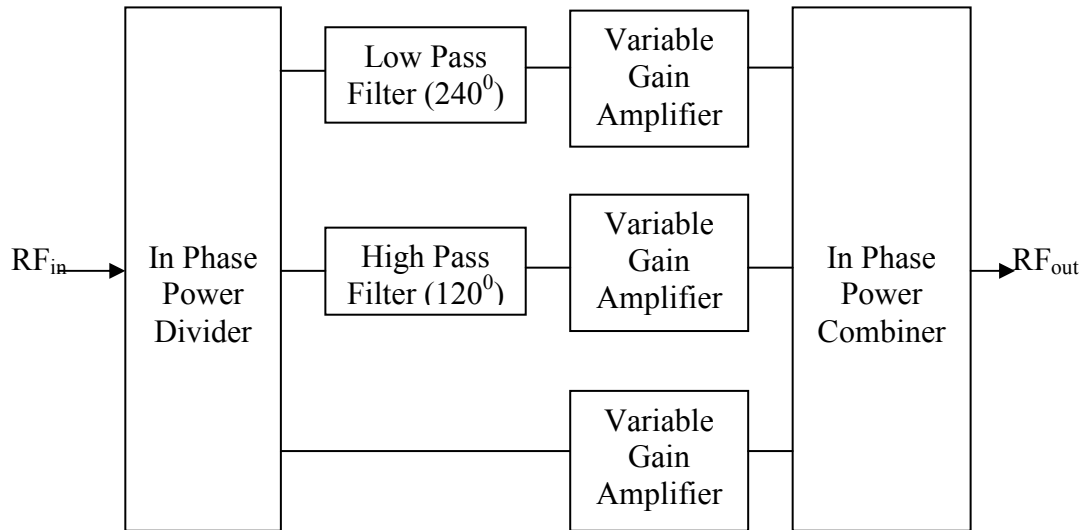 Low Pass
Filter (240⁰)
Variable
Gain
Amplifier
RFin
In Phase
Power
Divider
High Pass
Filter (120⁰)
Variable
Gain
Amplifier
In Phase
Power
Combiner
RFout
Variable
Gain
Amplifier